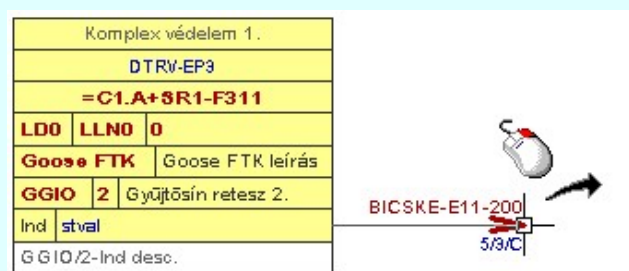 Komplex védelem 1.
DTRV-EP3
=C1.A+SR1-F311
LD0 LLN0 0
Goose FTK Goose FTK leírás
GGIO 2 Gyűjtősín retesz 2.
Ind stval
GGIO/2-Ind desc.
BICSKE-E11-200
5/9/C